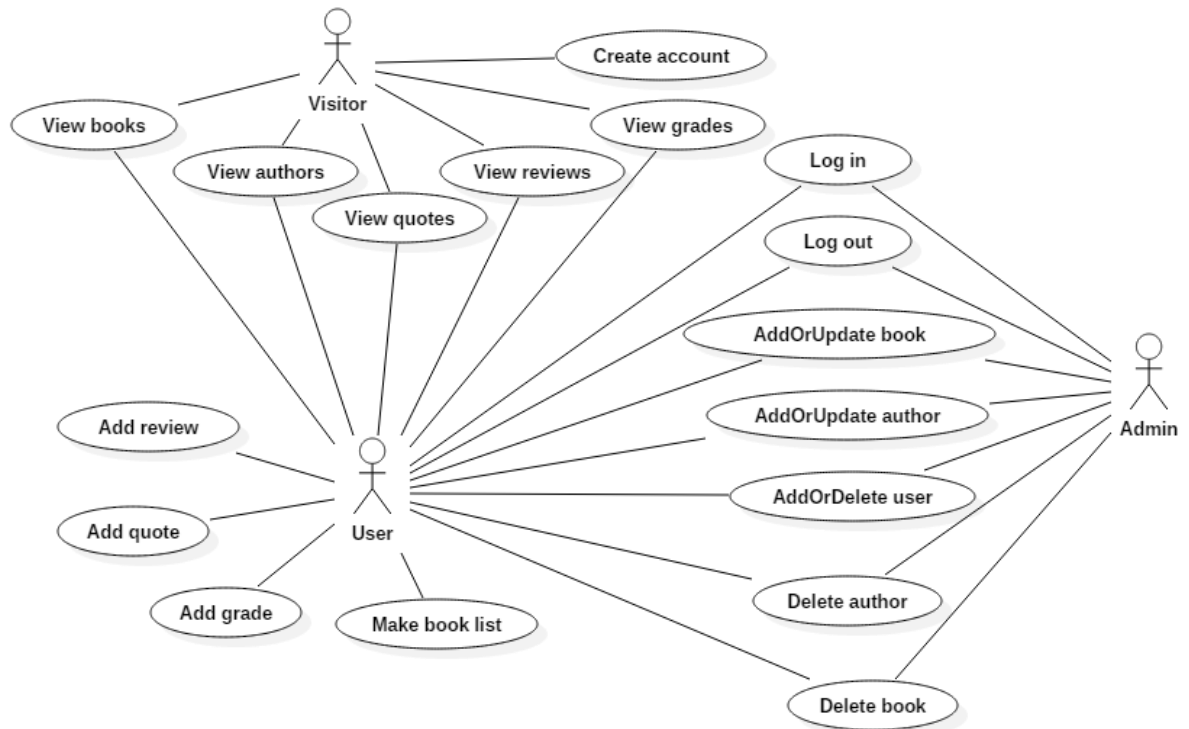 Create account
Visitor
View books
View grades
View authors
View reviews
Log in
View quotes
Log out
AddOrUpdate book
AddOrUpdate author
Add review
Admin
AddOrDelete user
Add quote
User
Delete author
Add grade
Make book list
Delete book